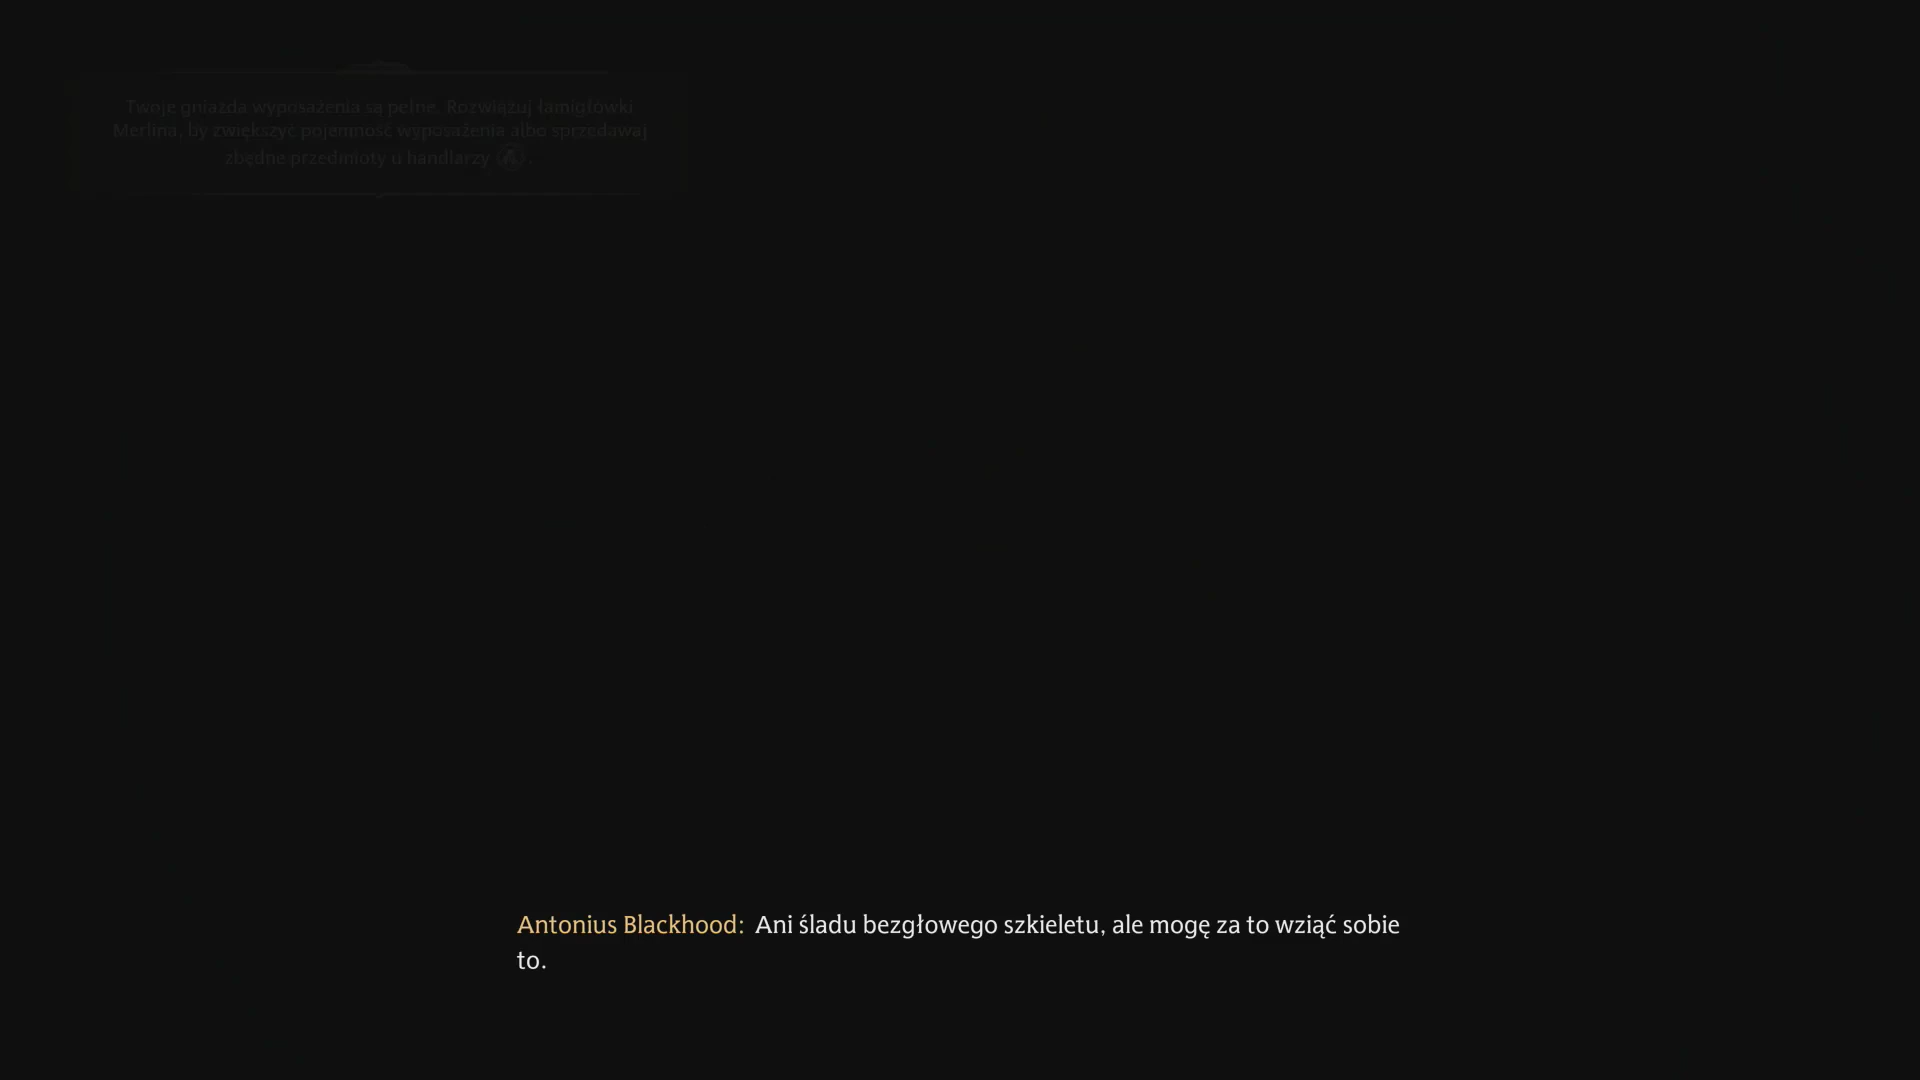 Twoje gniazda wyposażenia są pełne. Rozwiązuj łamigłówki
Merlina, by zwiększyć pojemność wyposażenia albo sprzedawaj
zbędne przedmioty u handlarzy .
Antonius Blackhood: Ani śladu bezgłowego szkieletu, ale mogę za to wziąć sobie
to.